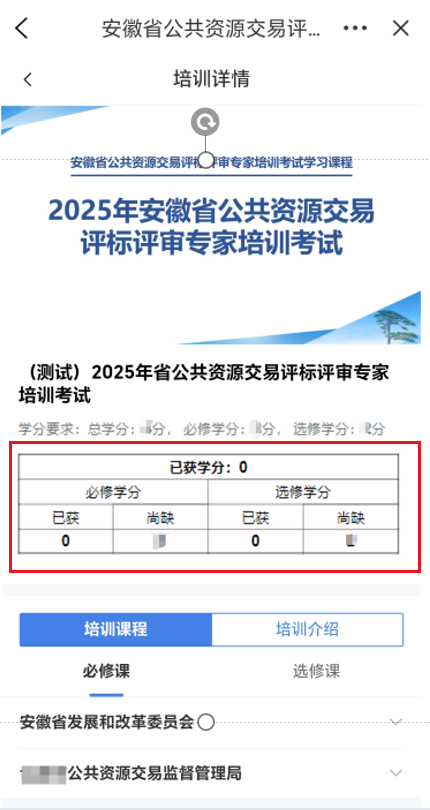 安徽省公共资源交易评...
培训详情
安徽省公共资源交易评标评审专家培训考试学习课程
2025年安徽省公共资源交易
评标评审专家培训考试
（测试）2025年省公共资源交易评标评审专家
培训考试
学分要求：总学分：分，必修学分：分，选修学分：分
已获学分：0
必修学分 选修学分
已获 尚缺 已获 尚缺
0 0
培训课程 培训介绍
必修课 选修课
安徽省发展和改革委员会
公共资源交易监督管理局